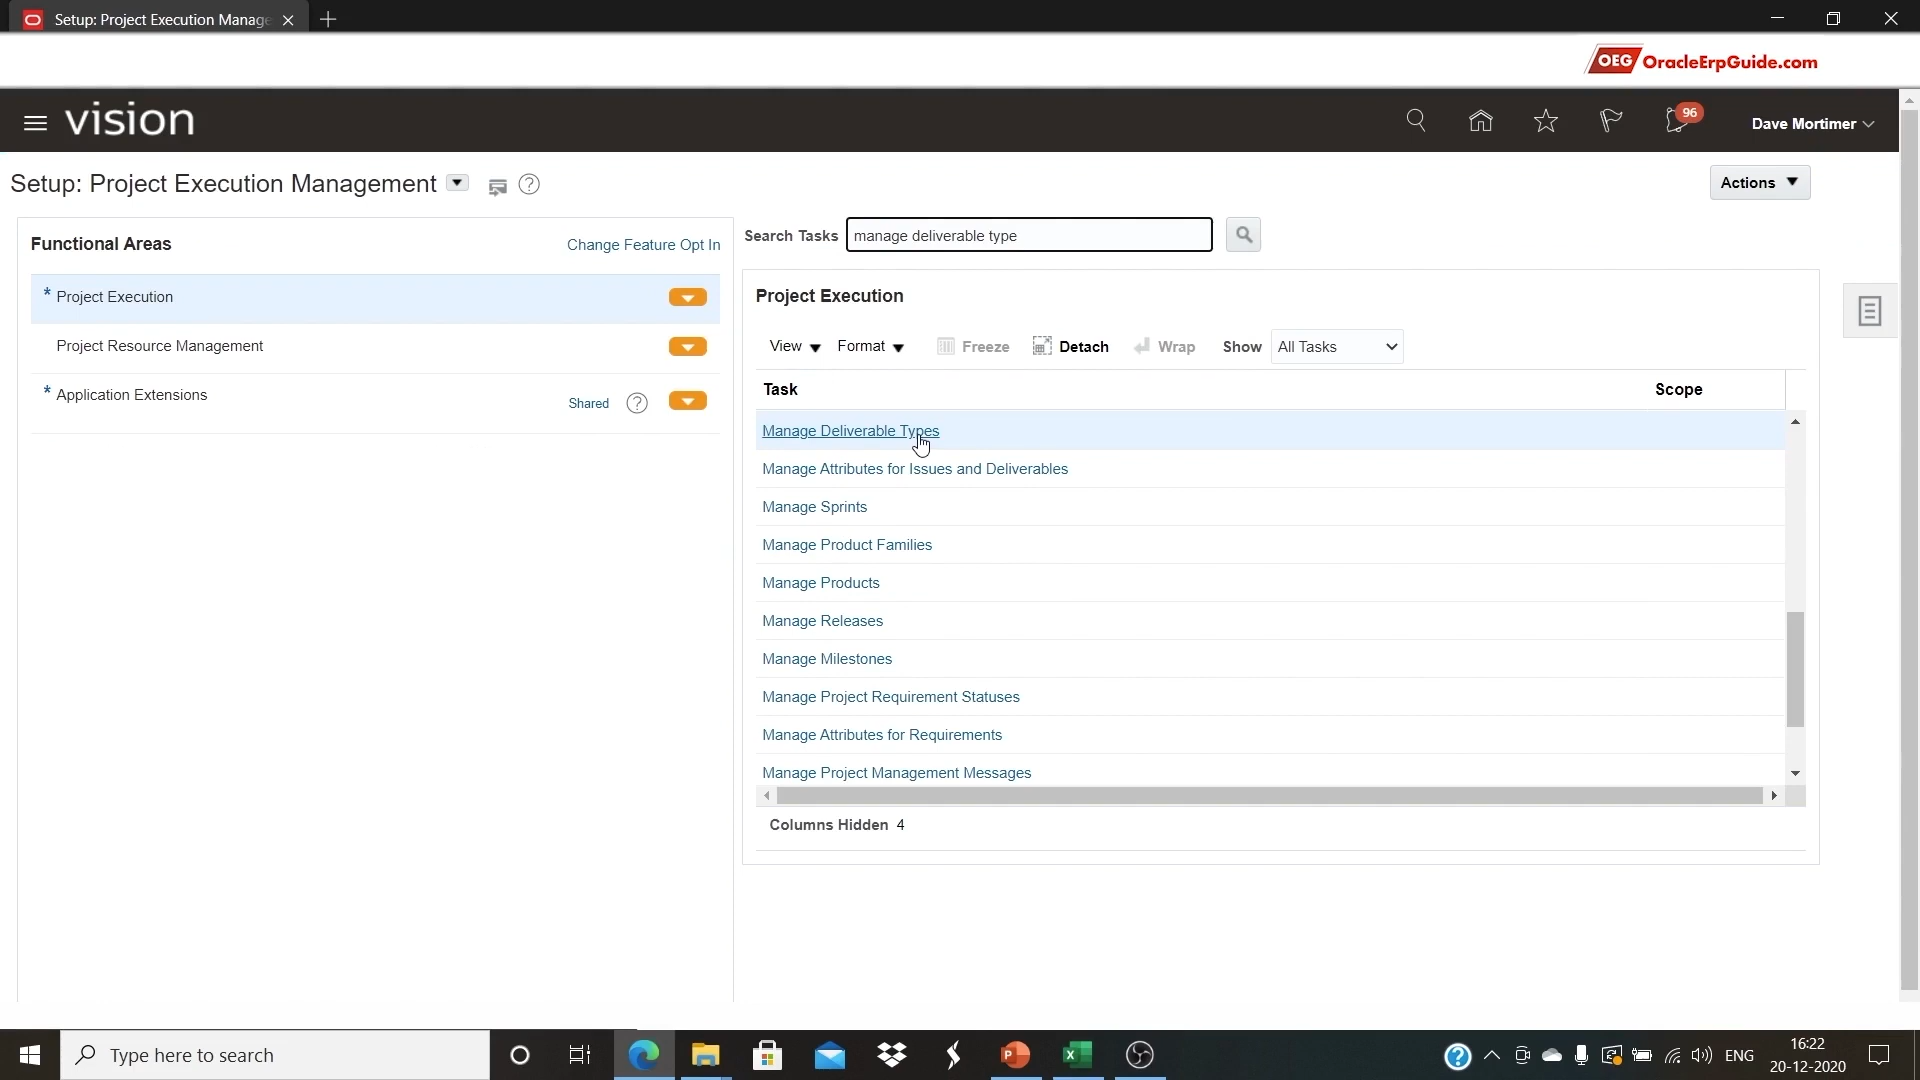 Setup: Project Execution Manage
OEG OracleErpGuide.com
vision
96
Dave Mortimer
Setup: Project Execution Management
?
Actions
Functional Areas
Change Feature Opt In
* Project Execution
Project Resource Management
* Application Extensions
Shared
?
Search Tasks
manage deliverable type
Project Execution
View
Format
Freeze
Detach
Wrap
Show
All Tasks
Task
Scope
Manage Deliverable Types
Manage Attributes for Issues and Deliverables
Manage Sprints
Manage Product Families
Manage Products
Manage Releases
Manage Milestones
Manage Project Requirement Statuses
Manage Attributes for Requirements
Manage Project Management Messages
Columns Hidden 4
Type here to search
ENG
16:22
20-12-2020